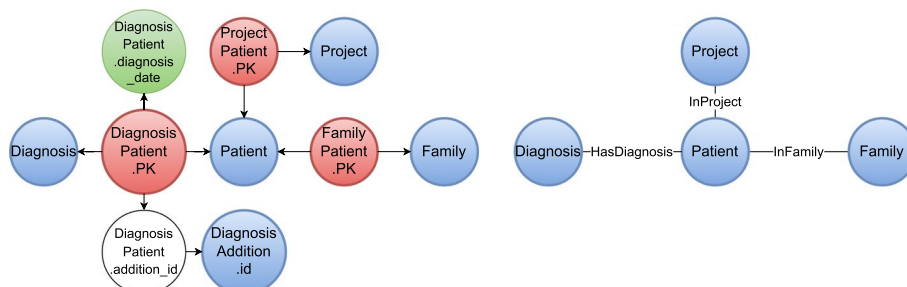 Diagnosis
Patient
.diagnosis
_date
Project
Patient
.PK
Project
Diagnosis
Diagnosis
Patient
.PK
Patient
Family
Patient
.PK
Family
Diagnosis
Patient
.addition_id
Diagnosis
Addition
.id
Project
InProject
Diagnosis
HasDiagnosis
Patient
InFamily
Family